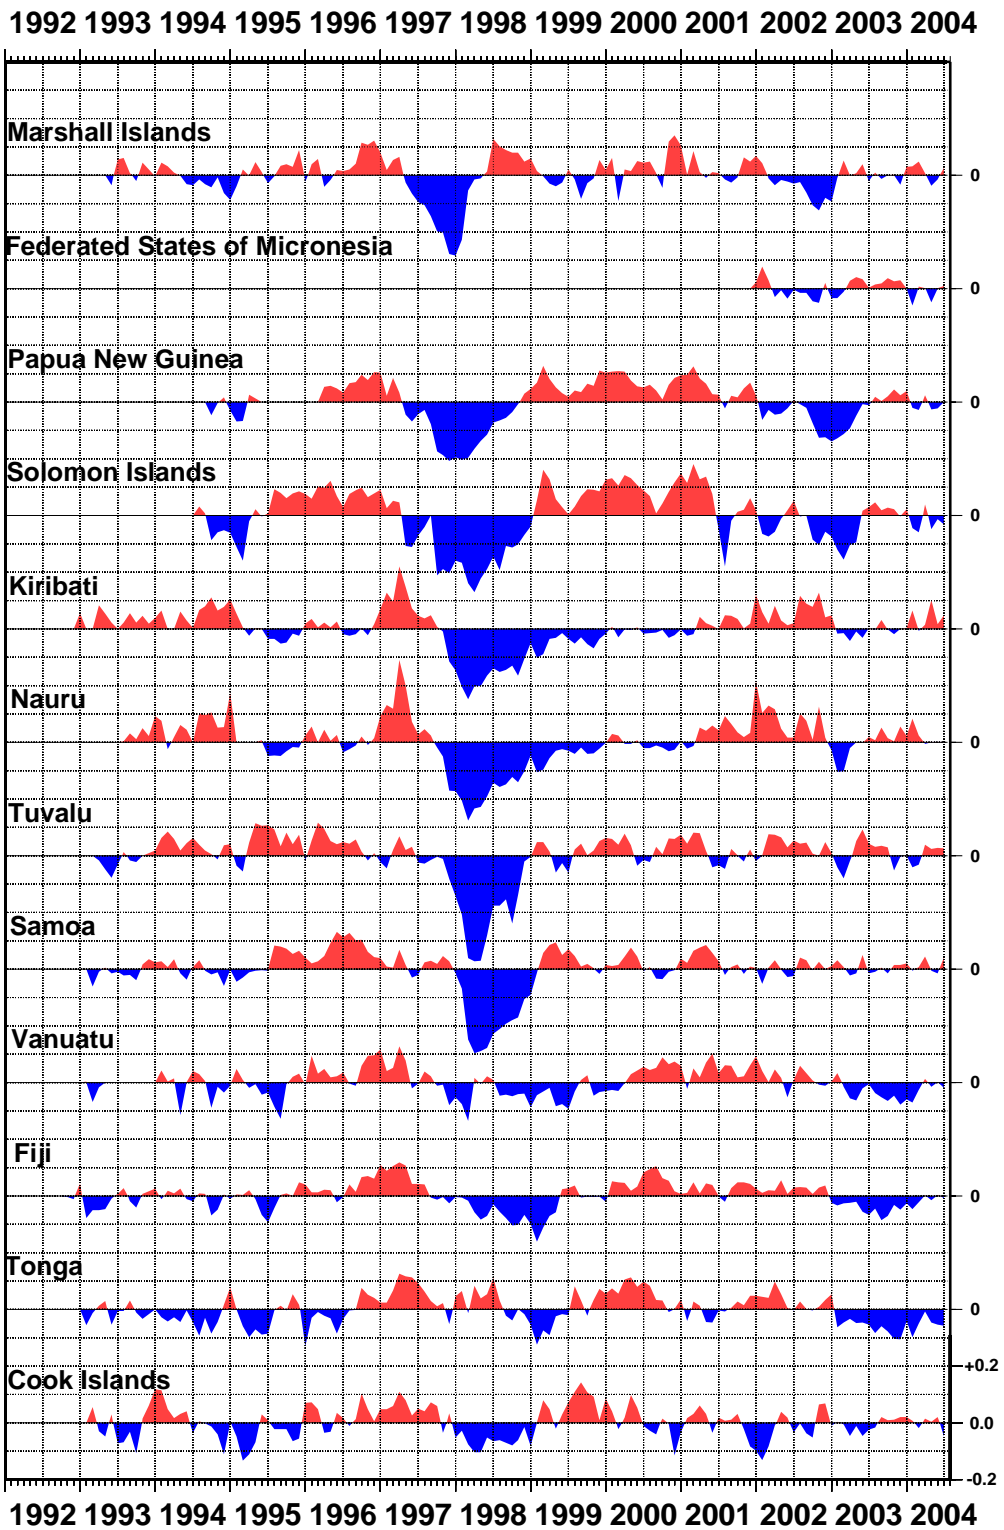 1992 1993 1994 1995 1996 1997 1998 1999 2000 2001 2002 2003 2004
Marshall Islands
0
Federated States of Micronesia
0
Papua New Guinea
0
Solomon Islands
0
Kiribati
0
Nauru
0
Tuvalu
0
Samoa
0
Vanuatu
0
Fiji
0
Tonga
0
+0.2
Cook Islands
0.0
-0.2
1992 1993 1994 1995 1996 1997 1998 1999 2000 2001 2002 2003 2004